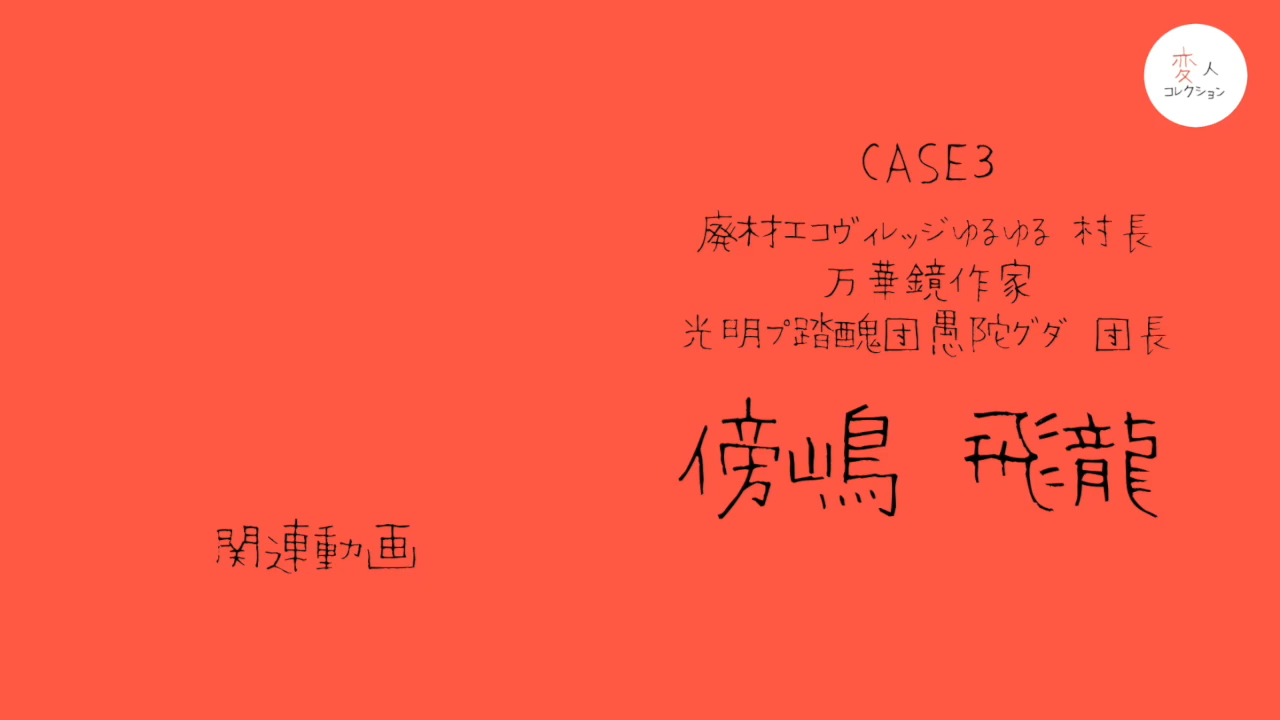 変人
コレクション
CASE3
廃材エコヴィレッジゆるゆる 村長
万華鏡作家
光明プ踏醜団愚陀ゲダ 団長
傍嶋 飛龍
関連動画